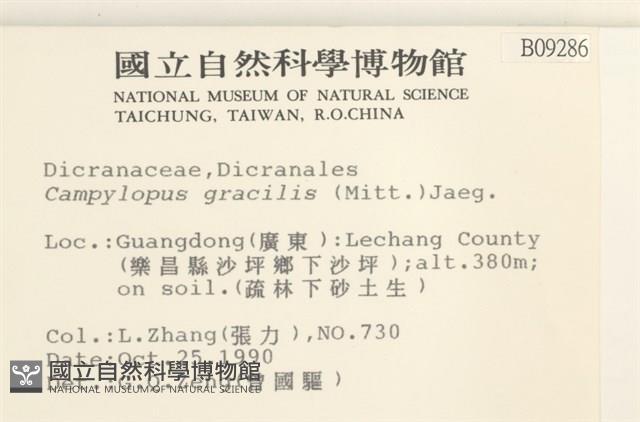 B09286
國立自然科學博物館
NATIONAL MUSEUM OF NATURAL SCIENCE
TAICHUNG, TAIWAN, R.O.CHINA
Dicranaceae,Dicranales
Campylopus gracilis (Mitt.)Jaeg.
Loc.:Guangdong(廣東):Lechang County
(樂昌縣沙坪鄉下沙坪);alt.380m;
on soil.(疏林下砂土生)
Col.:L.Zhang(張力),NO.730
Date:Oct.25,1990
Zeng(曾國驅)
國立自然科學博物館
NATIONAL MUSEUM OF NATURAL SCIENCE